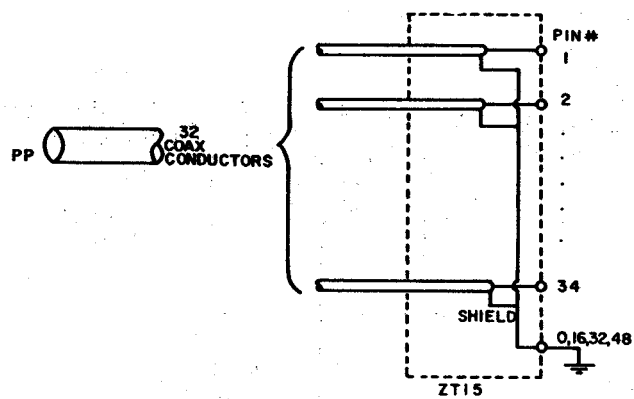 PIN #
1
2
PP
32
COAX
CONDUCTORS
34
SHIELD
0,16,32,48
ZT15